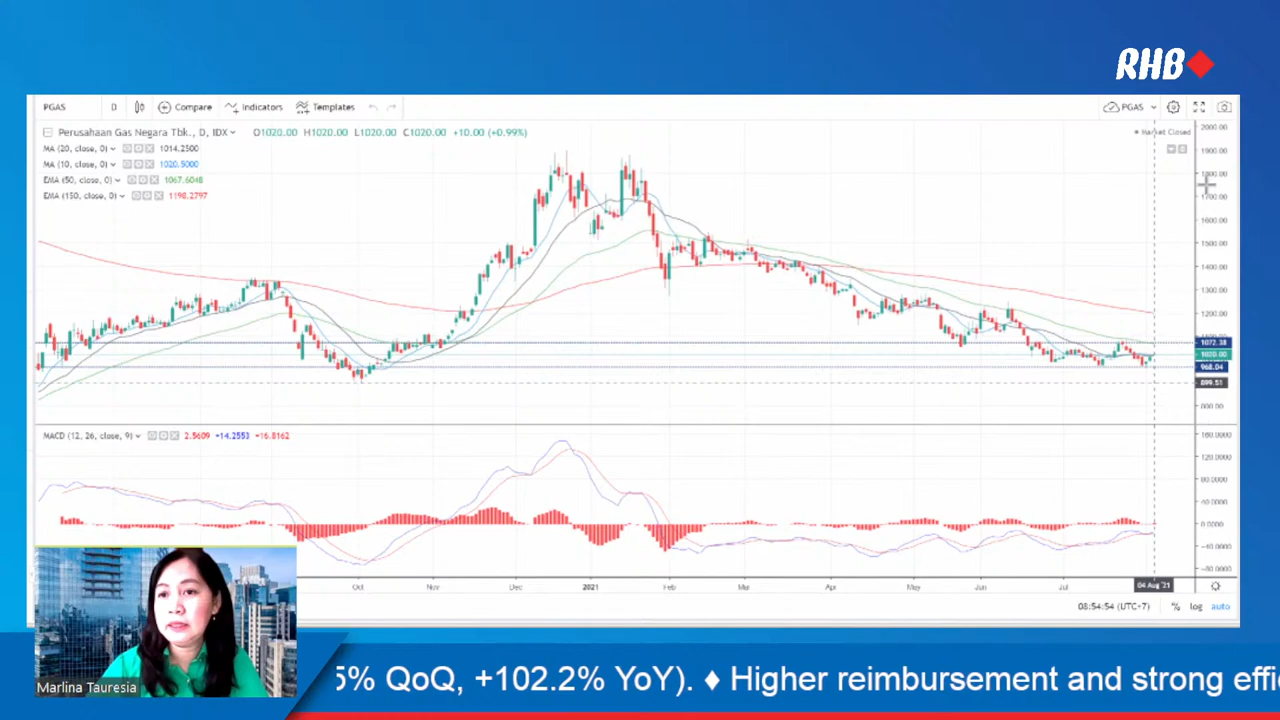 RHB
PGAS D Compare Indicators Templates PGAS
Perusahaan Gas Negara Tbk., D, IDX O1020.00 H1020.00 L1020.00 C1020.00 +10.00 (+0.99%)
Market Closed
MA (20, close, 0) 1014.2500
MA (10, close, 0) 1020.5000
EMA (50, close, 0) 1067.6048
EMA (150, close, 0) 1198.2797
2000.00
1900.00
1800.00
1700.00
1600.00
1500.00
1400.00
1300.00
1200.00
1072.38
1020.00
968.04
899.51
800.00
MACD (12, 26, close, 9) 2.5609 −14.2553 −16.8162
160.0000
120.0000
80.0000
40.0000
0.0000
−40.0000
−80.0000
Oct Nov Dec 2021 Feb Mar Apr May Jun Jul 04 Aug '21
08:54:54 (UTC+7) % log auto
Marlina Tauresia
5% QoQ, +102.2% YoY). ♦ Higher reimbursement and strong effi